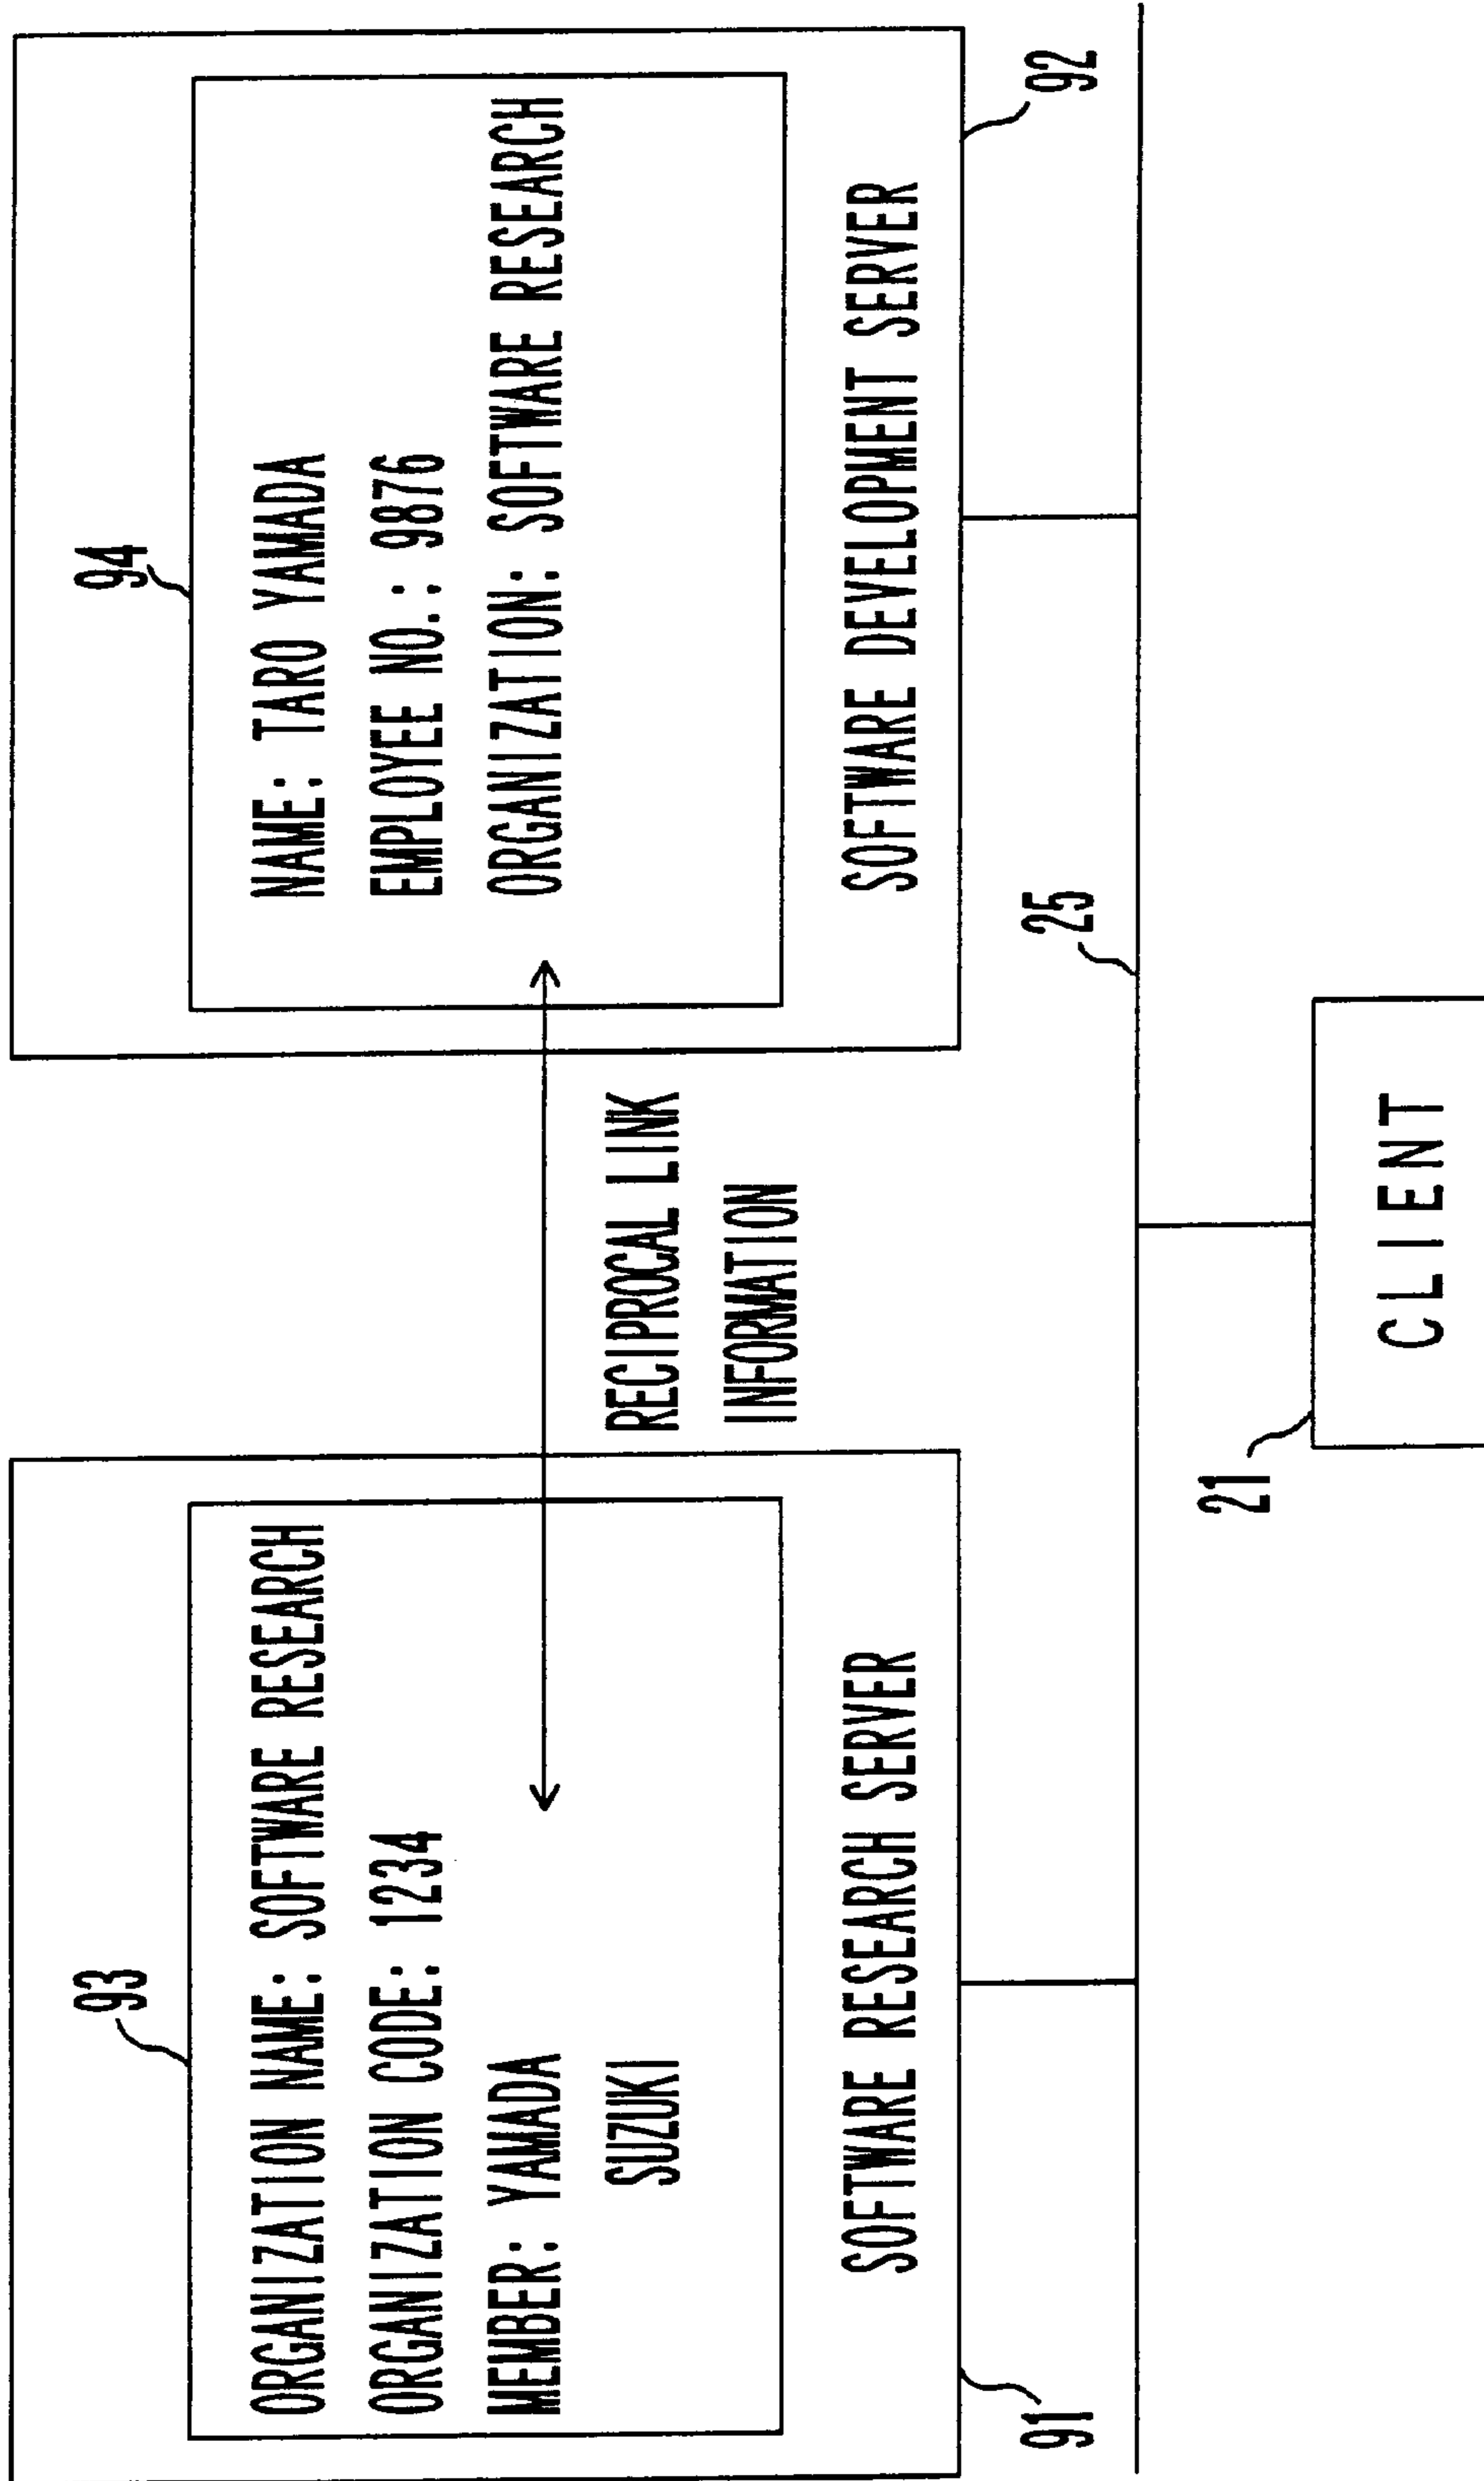 93
ORGANIZATION NAME: SOFTWARE RESEARCH
ORGANIZATION CODE: 1234
MEMBER: YAMADA
SUZUKI
SOFTWARE RESEARCH SERVER
91
RECIPROCAL LINK
INFORMATION
94
NAME: TARO YAMADA
EMPLOYEE NO.: 9876
ORGANIZATION: SOFTWARE RESEARCH
SOFTWARE DEVELOPMENT SERVER
92
25
21
CLIENT